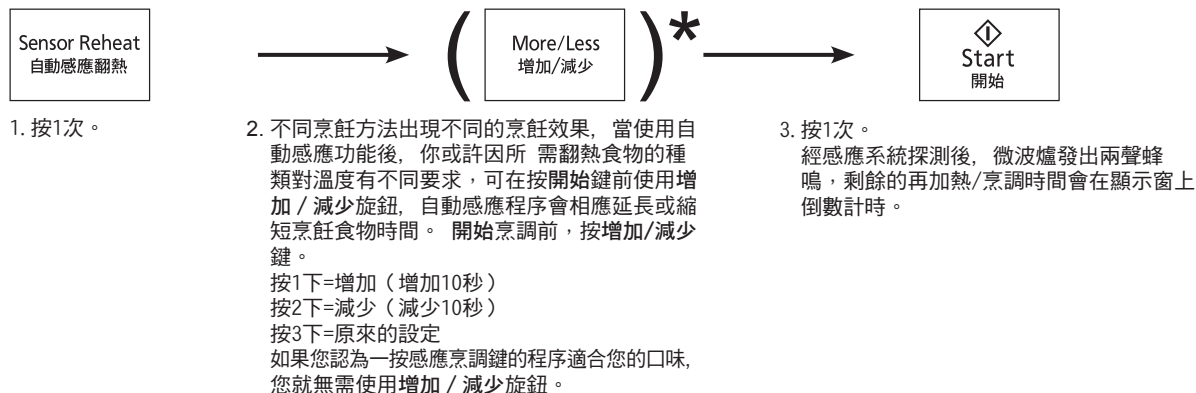 Sensor Reheat
自動感應翻熱
(
More/Less
增加/減少
)*
Start
開始
1. 按1次。
2. 不同烹飪方法出現不同的烹飪效果, 當使用自
動感應功能後, 你或許因所 需翻熱食物的種
類對溫度有不同要求，可在按開始鍵前使用增
加 / 減少旋鈕, 自動感應程序會相應延長或縮
短烹飪食物時間。 開始烹調前，按增加/減少
鍵。
按1下=增加（增加10秒）
按2下=減少（減少10秒）
按3下=原來的設定
如果您認為一按感應烹調鍵的程序適合您的口味,
您就無需使用增加 / 減少旋鈕。
3. 按1次。
經感應系統探測後, 微波爐發出兩聲蜂
鳴，剩餘的再加熱/烹調時間會在顯示窗上
倒數計時。